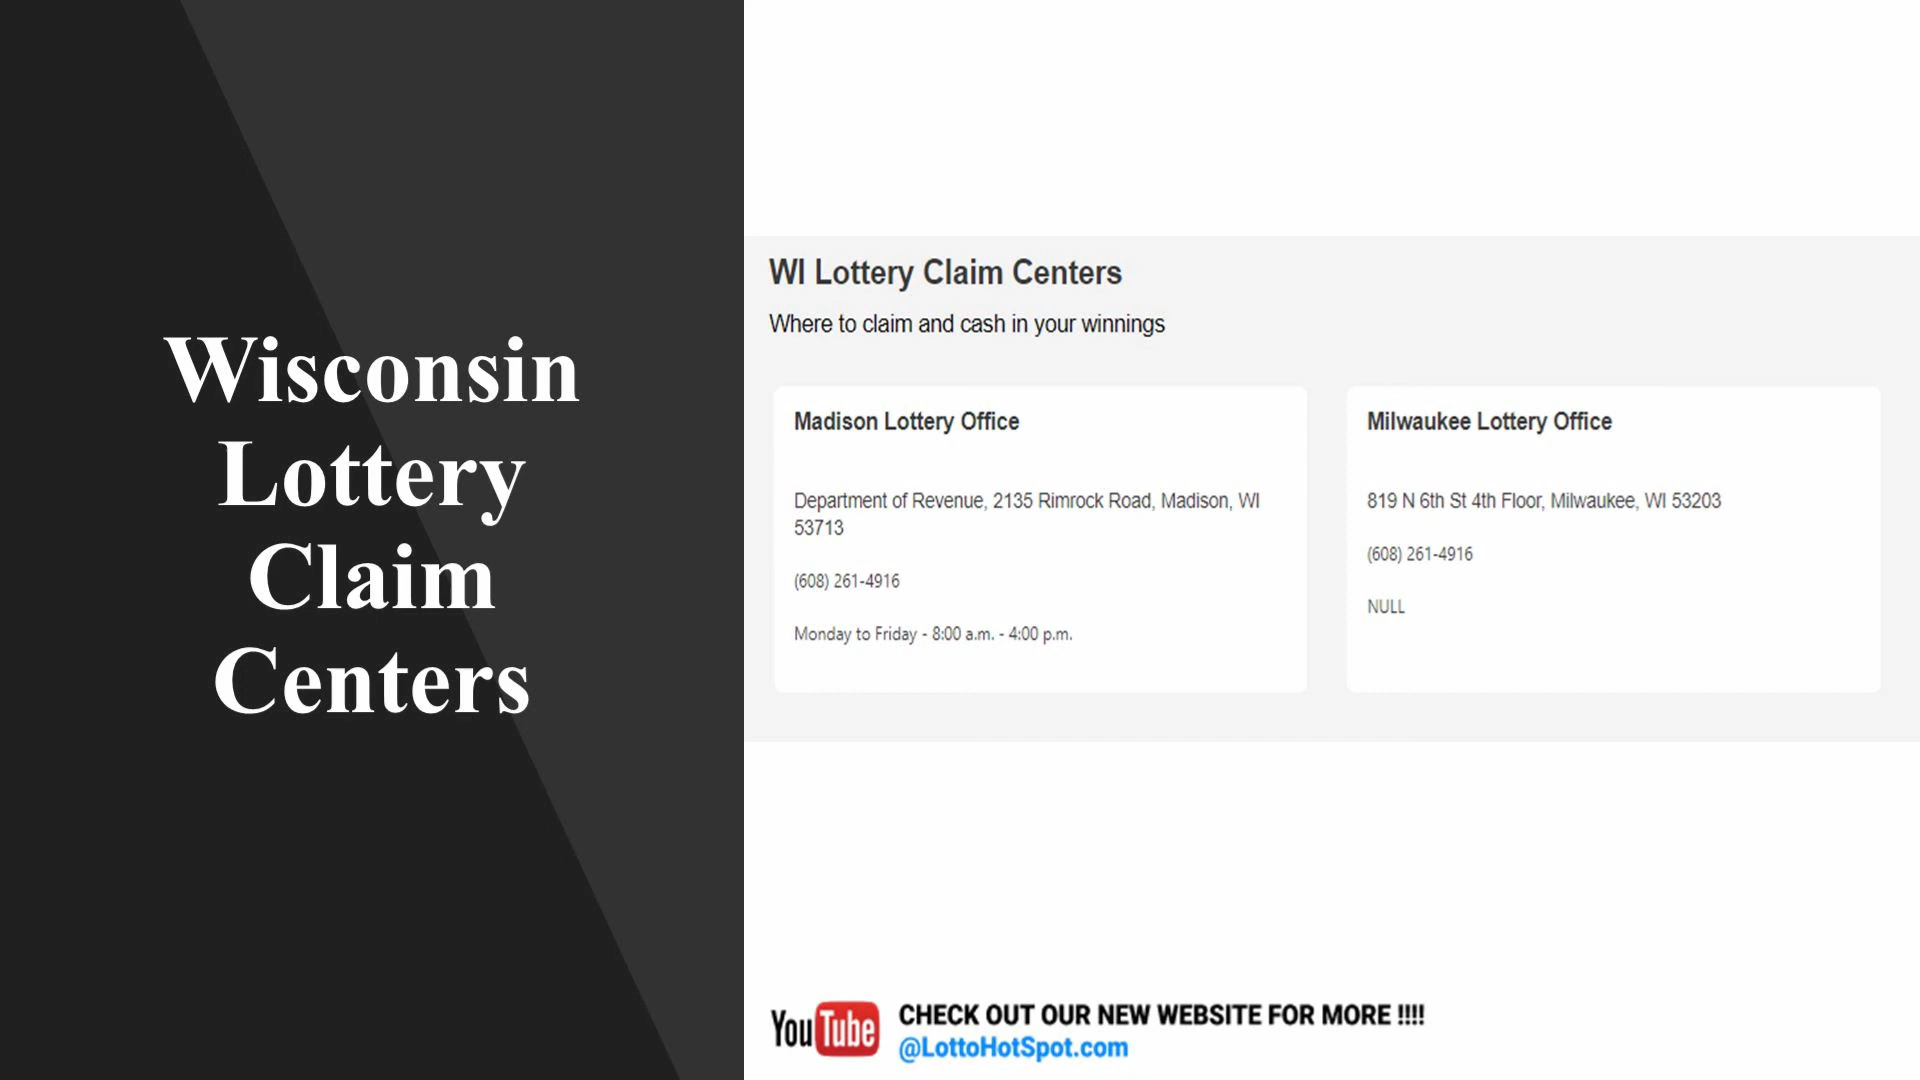 Wisconsin
Lottery
Claim
Centers
WI Lottery Claim Centers
Where to claim and cash in your winnings
Madison Lottery Office
Department of Revenue, 2135 Rimrock Road, Madison, WI
53713
(608) 261-4916
Monday to Friday - 8:00 a.m. - 4:00 p.m.
Milwaukee Lottery Office
819 N 6th St 4th Floor, Milwaukee, WI 53203
(608) 261-4916
NULL
YouTube
CHECK OUT OUR NEW WEBSITE FOR MORE !!!!
@LottoHotSpot.com